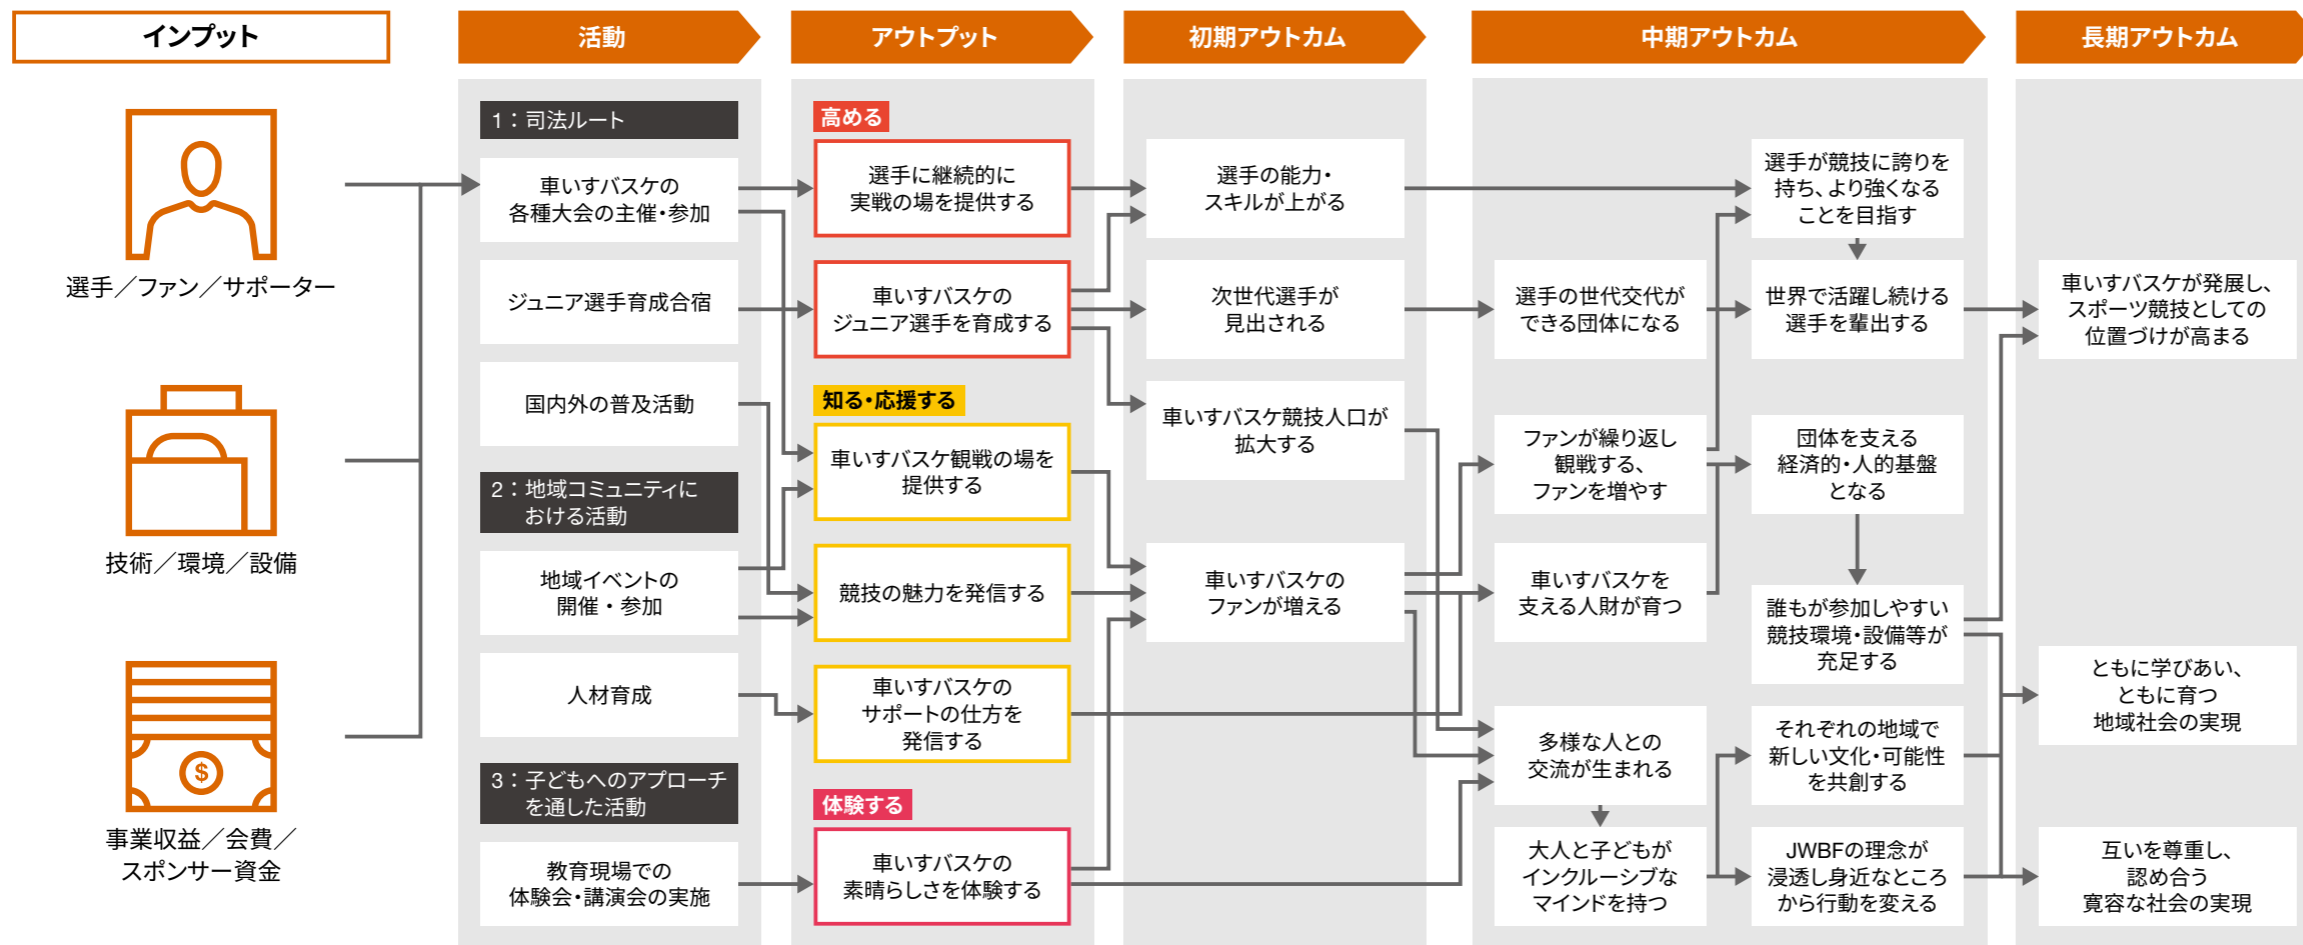 インプット
選手／ファン／サポーター
技術／環境／設備
$
事業収益／会費／
スポンサー資金
活動
1：司法ルート
車いすバスケの
各種大会の主催・参加
ジュニア選手育成合宿
国内外の普及活動
2：地域コミュニティに
おける活動
地域イベントの
開催・参加
人材育成
3：子どもへのアプローチ
を通した活動
教育現場での
体験会・講演会の実施
アウトプット
高める
選手に継続的に
実戦の場を提供する
車いすバスケの
ジュニア選手を育成する
知る・応援する
車いすバスケ観戦の場を
提供する
競技の魅力を発信する
車いすバスケの
サポートの仕方を
発信する
体験する
車いすバスケの
素晴らしさを体験する
初期アウトカム
選手の能力・
スキルが上がる
次世代選手が
見出される
車いすバスケ競技人口が
拡大する
車いすバスケの
ファンが増える
中期アウトカム
選手の世代交代が
できる団体になる
ファンが繰り返し
観戦する、
ファンを増やす
車いすバスケを
支える人財が育つ
多様な人との
交流が生まれる
大人と子どもが
インクルーシブな
マインドを持つ
選手が競技に誇りを
持ち、より強くなる
ことを目指す
世界で活躍し続ける
選手を輩出する
団体を支える
経済的・人的基盤
となる
誰もが参加しやすい
競技環境・設備等が
充足する
それぞれの地域で
新しい文化・可能性
を共創する
JWBFの理念が
浸透し身近なところ
から行動を変える
長期アウトカム
車いすバスケが発展し、
スポーツ競技としての
位置づけが高まる
ともに学びあい、
ともに育つ
地域社会の実現
互いを尊重し、
認め合う
寛容な社会の実現